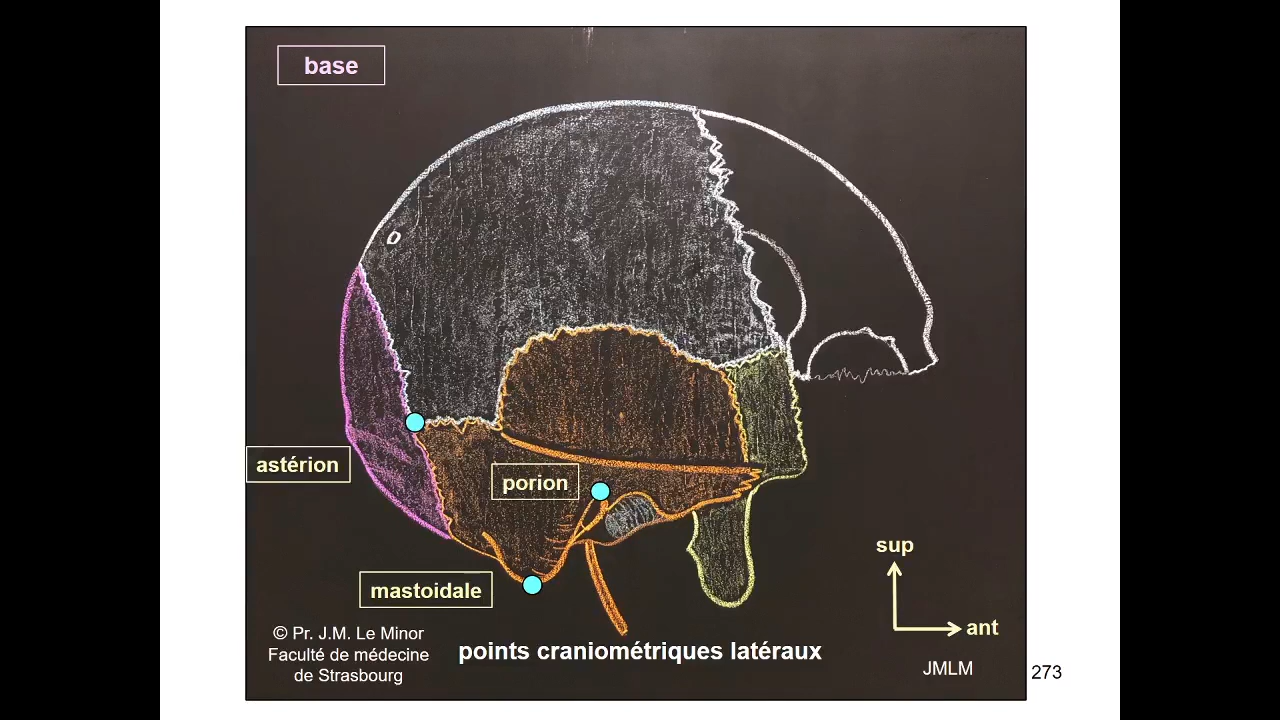 base
astérion
porion
sup
mastoidale
ant
© Pr. J.M. Le Minor
Faculté de médecine
de Strasbourg
points craniométriques latéraux
JMLM
273